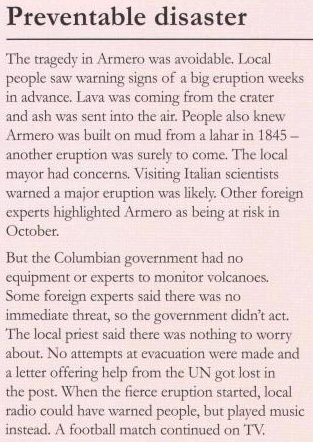 Preventable disaster
The tragedy in Armero was avoidable. Local
people saw warning signs of a big eruption weeks
in advance. Lava was coming from the crater
and ash was sent into the air. People also knew
Armero was built on mud from a lahar in 1845 –
another eruption was surely to come. The local
mayor had concerns. Visiting Italian scientists
warned a major eruption was likely. Other foreign
experts highlighted Armero as being at risk in
October.
But the Columbian government had no
equipment or experts to monitor volcanoes.
Some foreign experts said there was no
immediate threat, so the government didn't act.
The local priest said there was nothing to worry
about. No attempts at evacuation were made and
a letter offering help from the UN got lost in
the post. When the fierce eruption started, local
radio could have warned people, but played music
instead. A football match continued on TV.